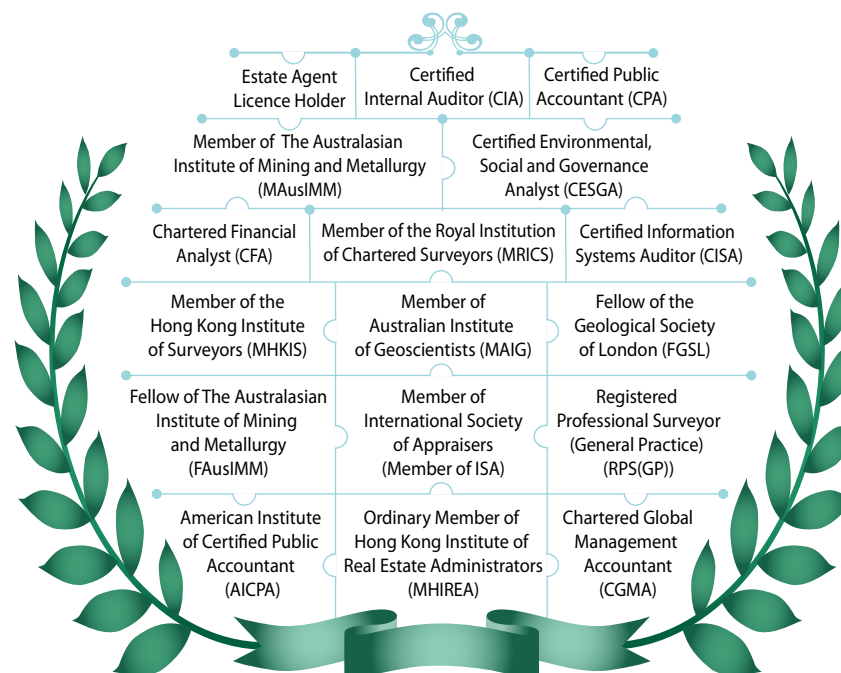 Estate Agent
Licence Holder
Certified
Internal Auditor (CIA)
Certified Public
Accountant (CPA)
Member of The Australasian
Institute of Mining and Metallurgy
(MAusIMM)
Certified Environmental,
Social and Governance
Analyst (CESGA)
Chartered Financial
Analyst (CFA)
Member of the Royal Institution
of Chartered Surveyors (MRICS)
Certified Information
Systems Auditor (CISA)
Member of the
Hong Kong Institute
of Surveyors (MHKIS)
Member of
Australian Institute
of Geoscientists (MAIG)
Fellow of the
Geological Society
of London (FGSL)
Fellow of The Australasian
Institute of Mining
and Metallurgy
(FAusIMM)
Member of
International Society
of Appraisers
(Member of ISA)
Registered
Professional Surveyor
(General Practice)
(RPS(GP))
American Institute
of Certified Public
Accountant
(AICPA)
Ordinary Member of
Hong Kong Institute of
Real Estate Administrators
(MHIREA)
Chartered Global
Management
Accountant
(CGMA)